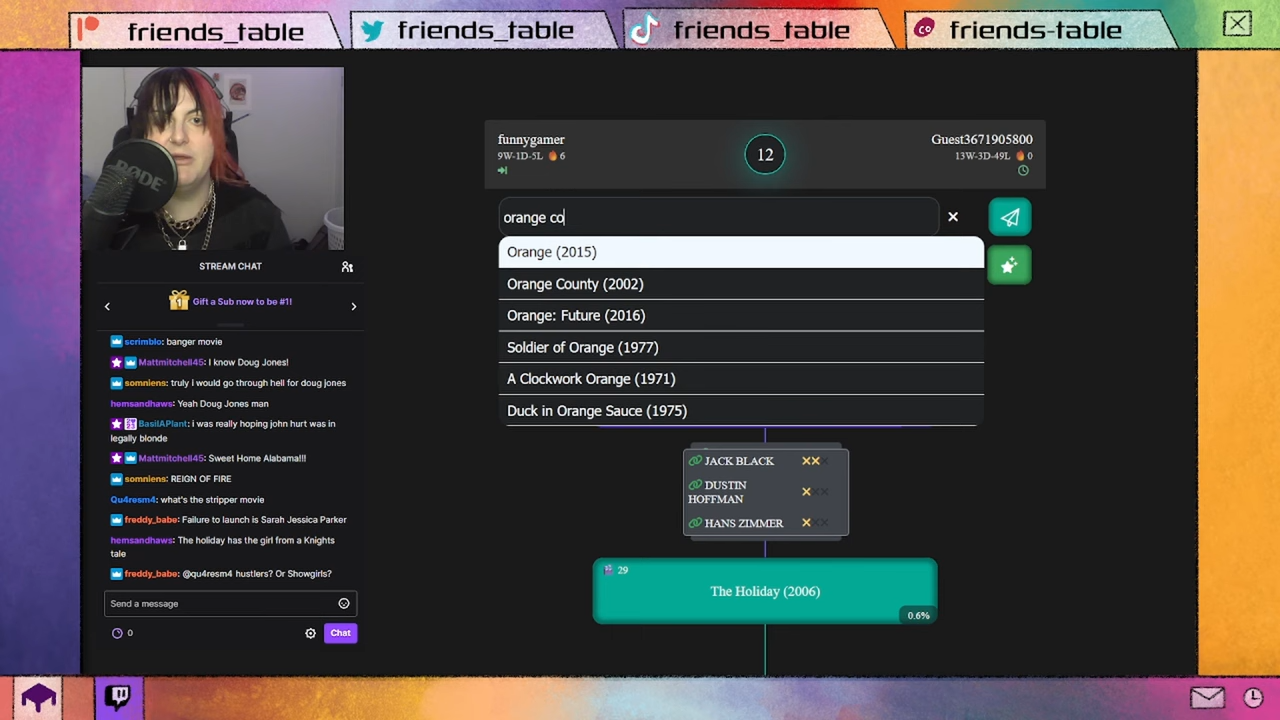 friends_table
friends_table
friends_table
co
friends-table
RØDE
STREAM CHAT
1
Gift a Sub now to be #1!
scrimblo: banger movie
Mattmitchell45: I know Doug Jones!
somniens: truly i would go through hell for doug jones
hemsandhaws: Yeah Doug Jones man
BasilAPlant: i was really hoping john hurt was in
legally blonde
Mattmitchell45: Sweet Home Alabama!!!
somniens: REIGN OF FIRE
Qu4resm4: what's the stripper movie
freddy_babe: Failure to launch is Sarah Jessica Parker
hemsandhaws: The holiday has the girl from a Knights
tale
freddy_babe: @qu4resm4 hustlers? Or Showgirls?
Send a message
0
Chat
funnygamer
9W-1D-5L 6
12
Guest3671905800
13W-3D-49L 0
orange co
Orange (2015)
Orange County (2002)
Orange: Future (2016)
Soldier of Orange (1977)
A Clockwork Orange (1971)
Duck in Orange Sauce (1975)
JACK BLACK
DUSTIN
HOFFMAN
HANS ZIMMER
29
The Holiday (2006)
0.6%